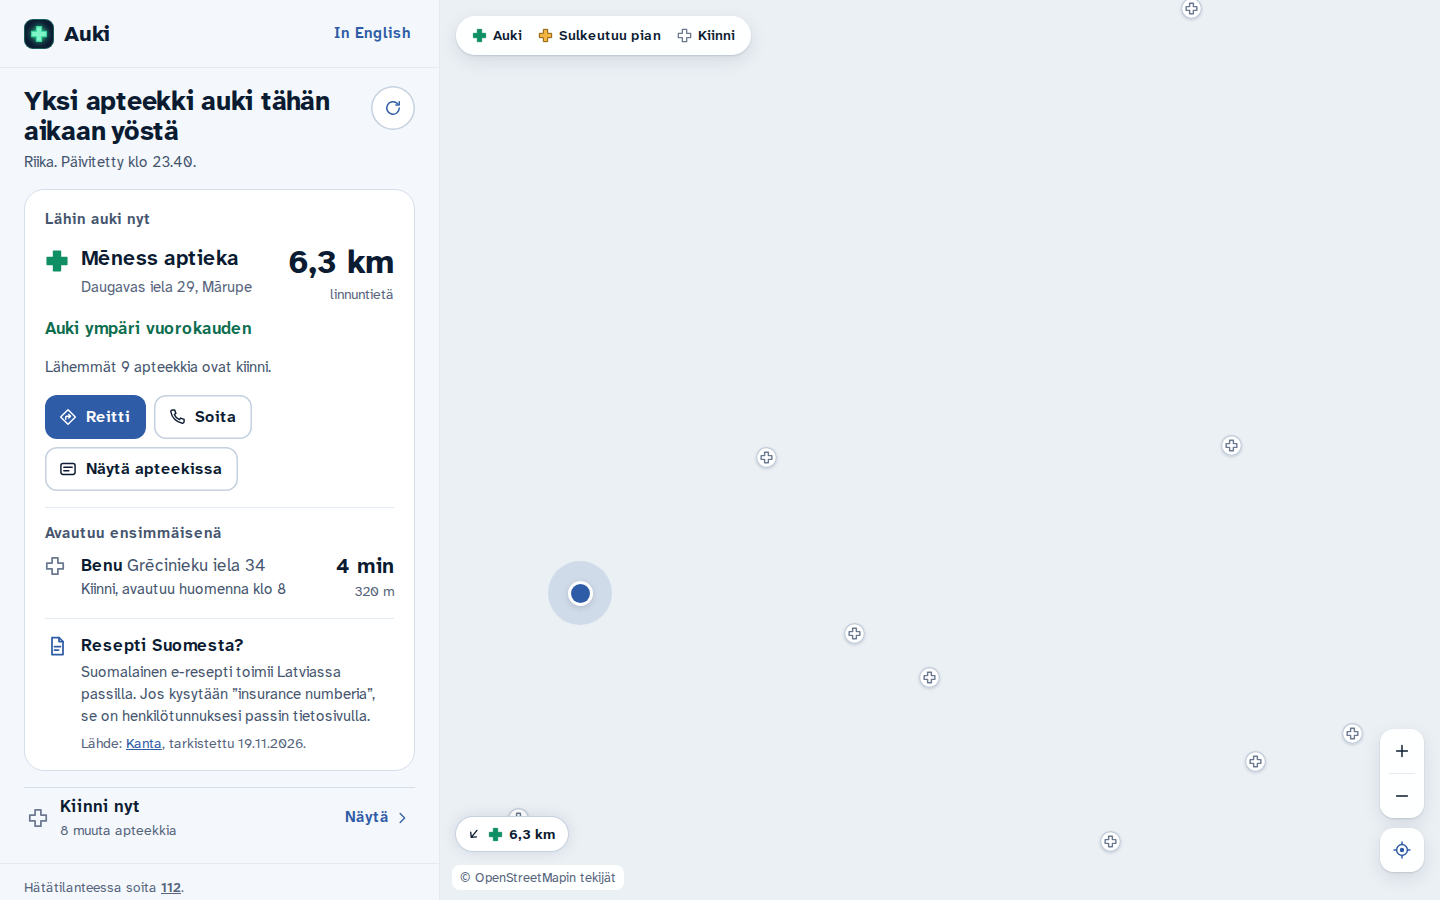 Auki
In English
Yksi apteekki auki tähän
aikaan yöstä
Riika. Päivitetty klo 23.40.
Lähin auki nyt
Mēness aptieka
6,3 km
Daugavas iela 29, Mārupe
linnuntietä
Auki ympäri vuorokauden
Lähemmät 9 apteekkia ovat kiinni.
Reitti
Soita
Näytä apteekissa
Avautuu ensimmäisenä
Benu Grēcinieku iela 34
4 min
Kiinni, avautuu huomenna klo 8
320 m
Resepti Suomesta?
Suomalainen e-resepti toimii Latviassa
passilla. Jos kysytään ”insurance numberia”,
se on henkilötunnuksesi passin tietosivulla.
Lähde: Kanta, tarkistettu 19.11.2026.
Kiinni nyt
8 muuta apteekkia
Näytä
Hätätilanteessa soita 112.
Auki
Sulkeutuu pian
Kiinni
6,3 km
© OpenStreetMapin tekijät